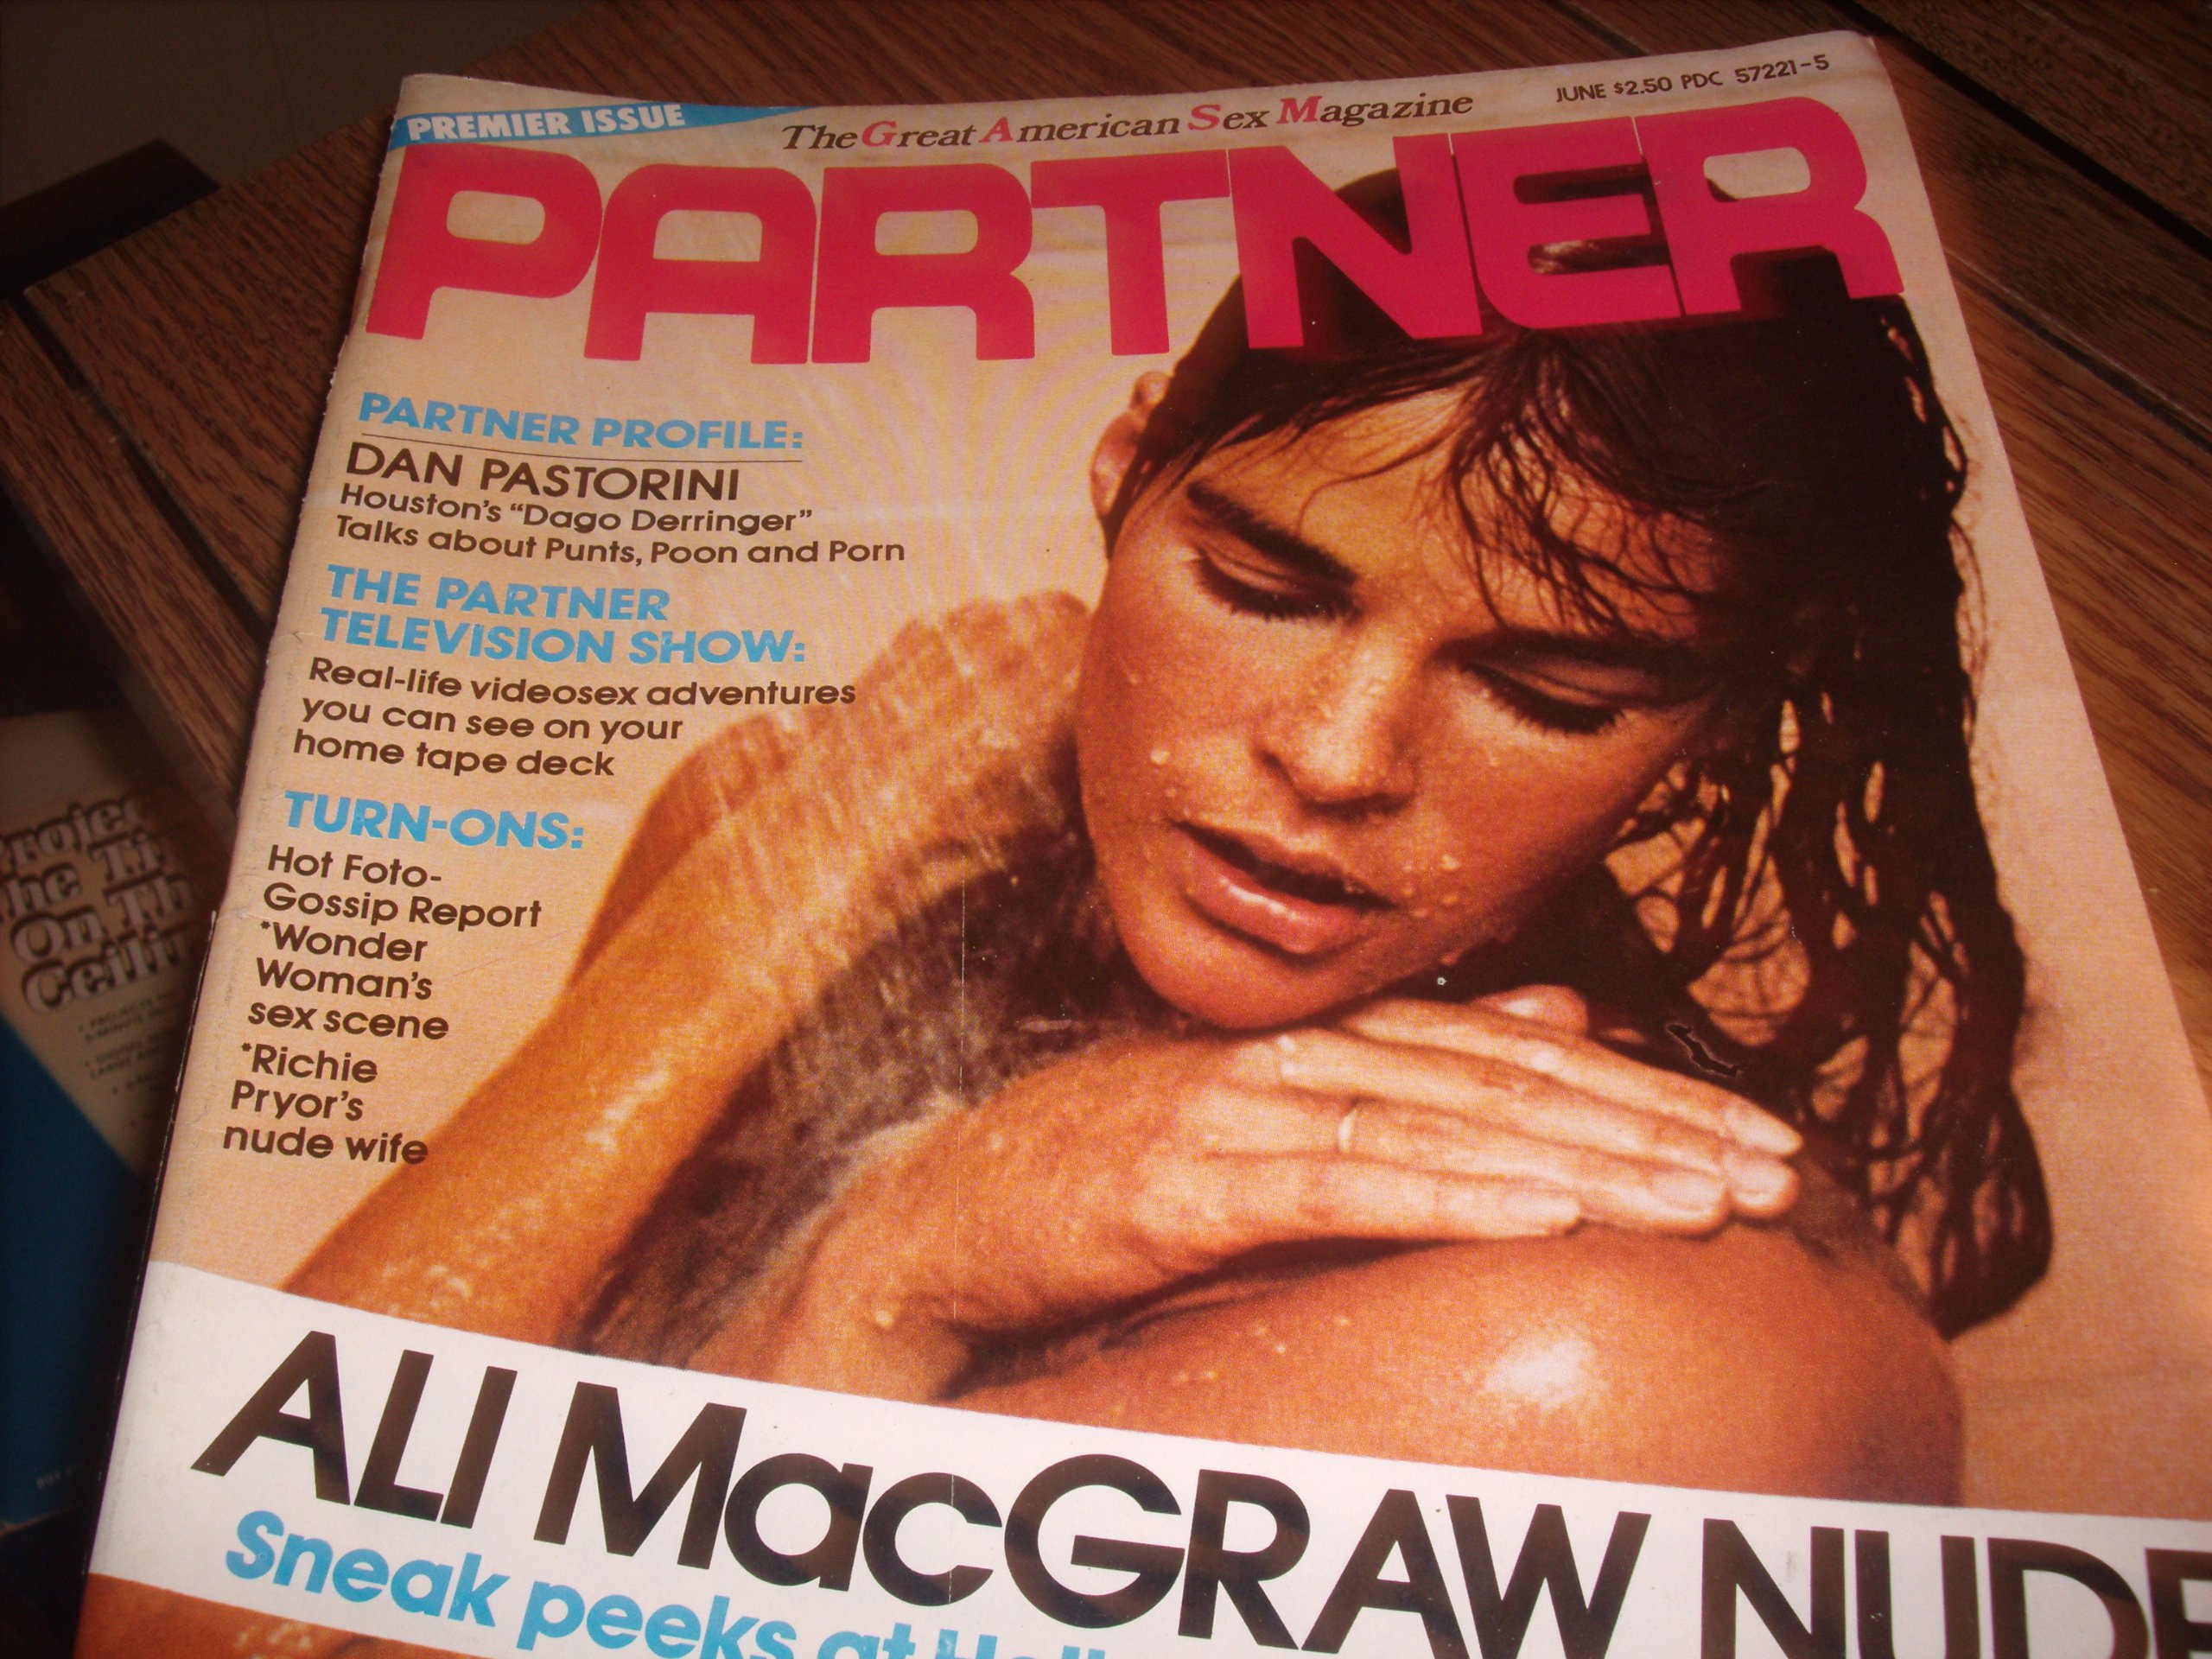 PREMIER ISSUE
The Great American Sex Magazine
JUNE $2.50 PDC 57221-5
PARTNER
PARTNER PROFILE:
DAN PASTORINI
Houston's “Dago Derringer”
Talks about Punts, Poon and Porn
THE PARTNER
TELEVISION SHOW:
Real-life videosex adventures
you can see on your
home tape deck
TURN-ONS:
Hot Foto-
Gossip Report
*Wonder
Woman's
sex scene
*Richie
Pryor's
nude wife
ALI MacGRAW NUDE
Sneak peeks at
On Th